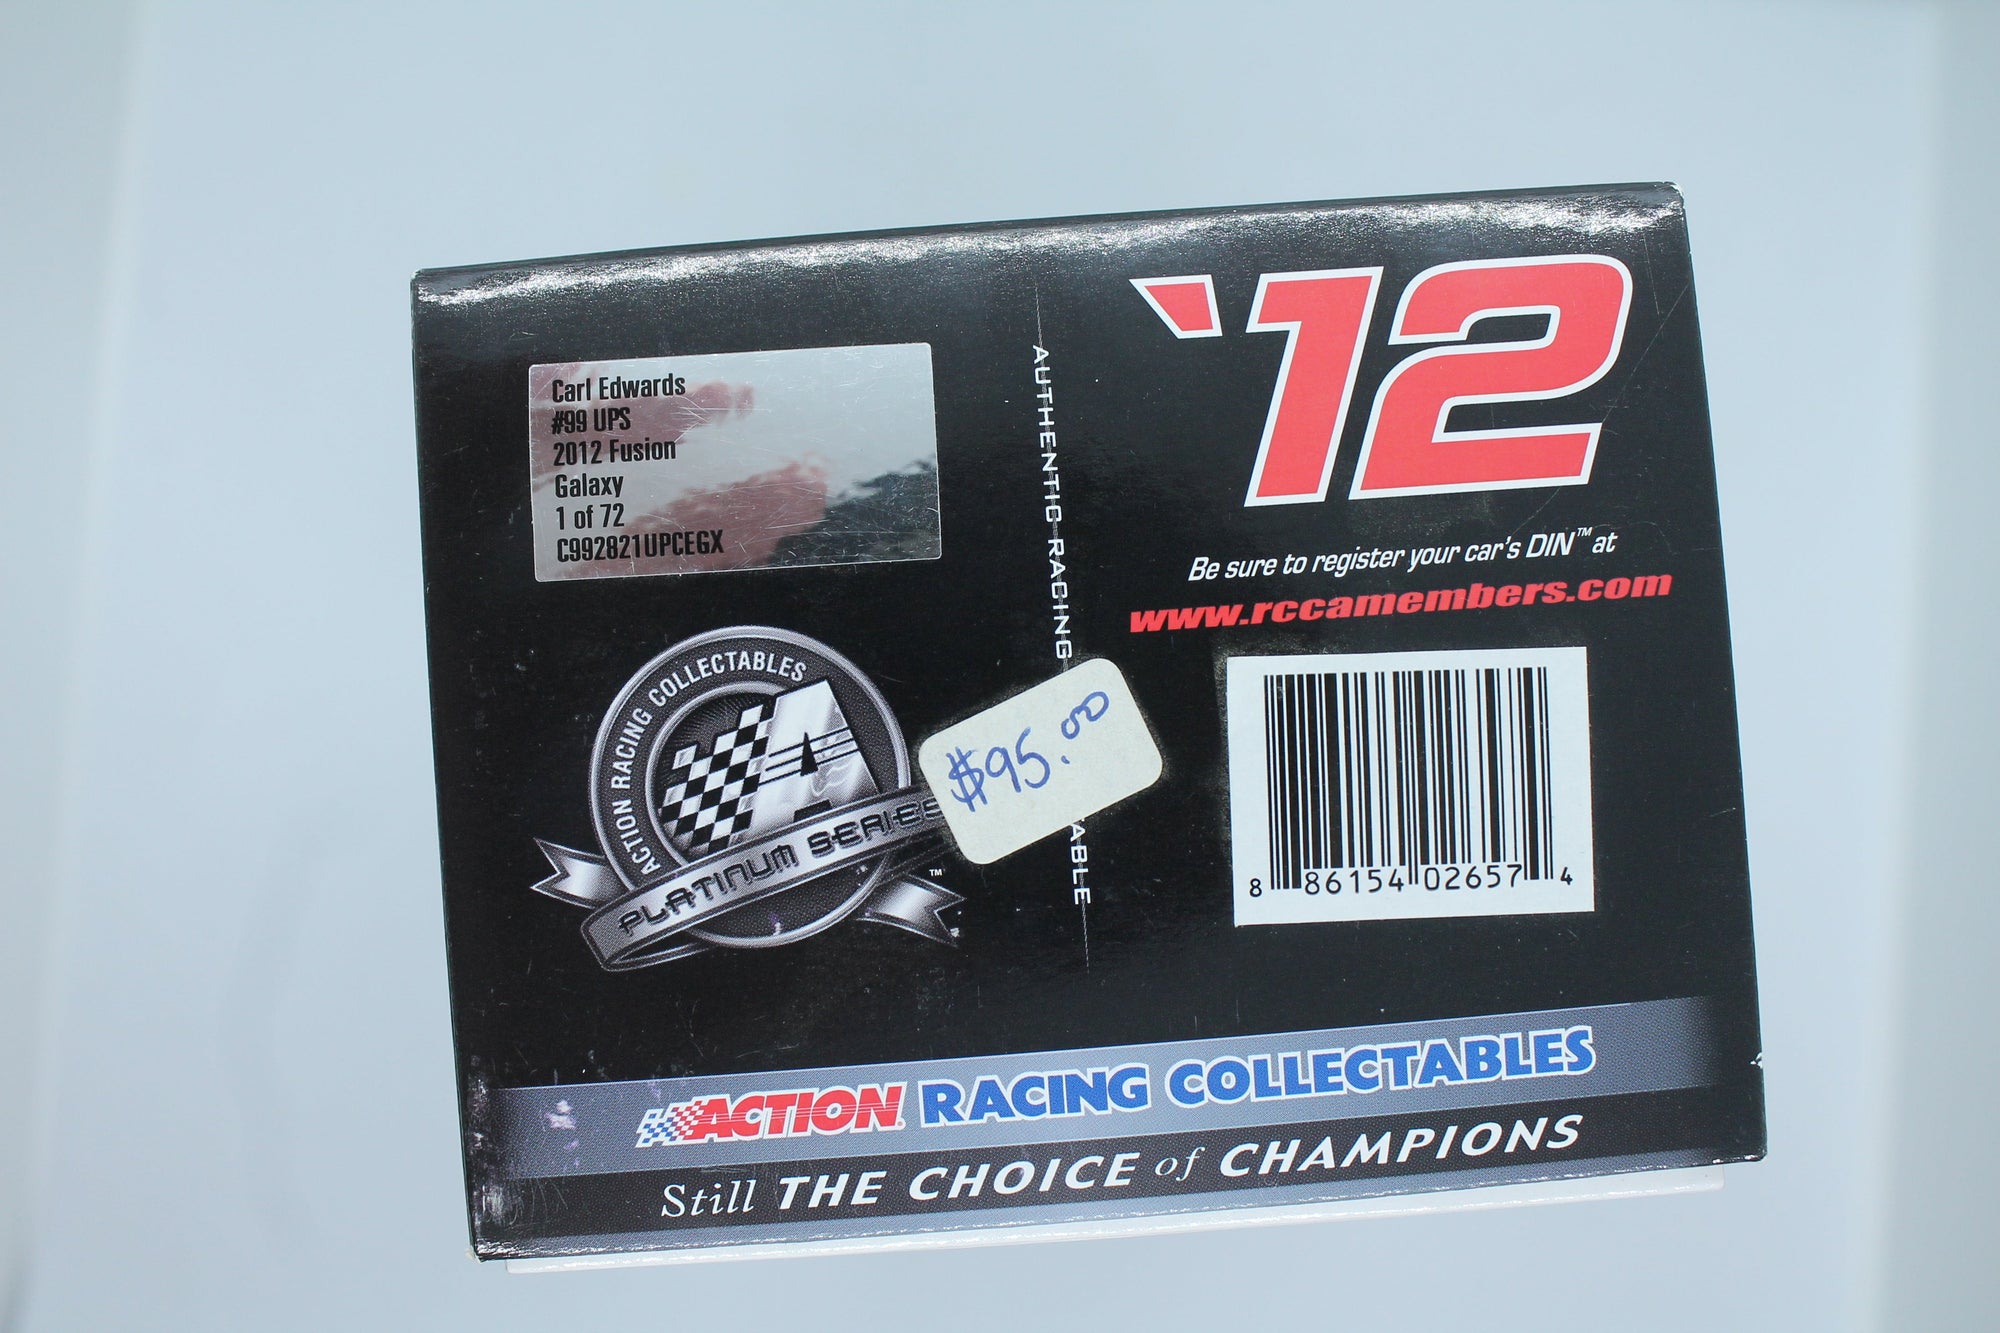 Carl Edwards
#99 UPS
2012 Fusion
Galaxy
1 of 72
C992821UPCEGX
ACTION RACING COLLECTABLES
A
PLATINUM SERIES
TM
AUTHENTIC RACING
TABLE
$95.00
'12
Be sure to register your car's DIN™ at
www.rccamembers.com
8 86154 02657 4
ACTION RACING COLLECTABLES
Still THE CHOICE of CHAMPIONS